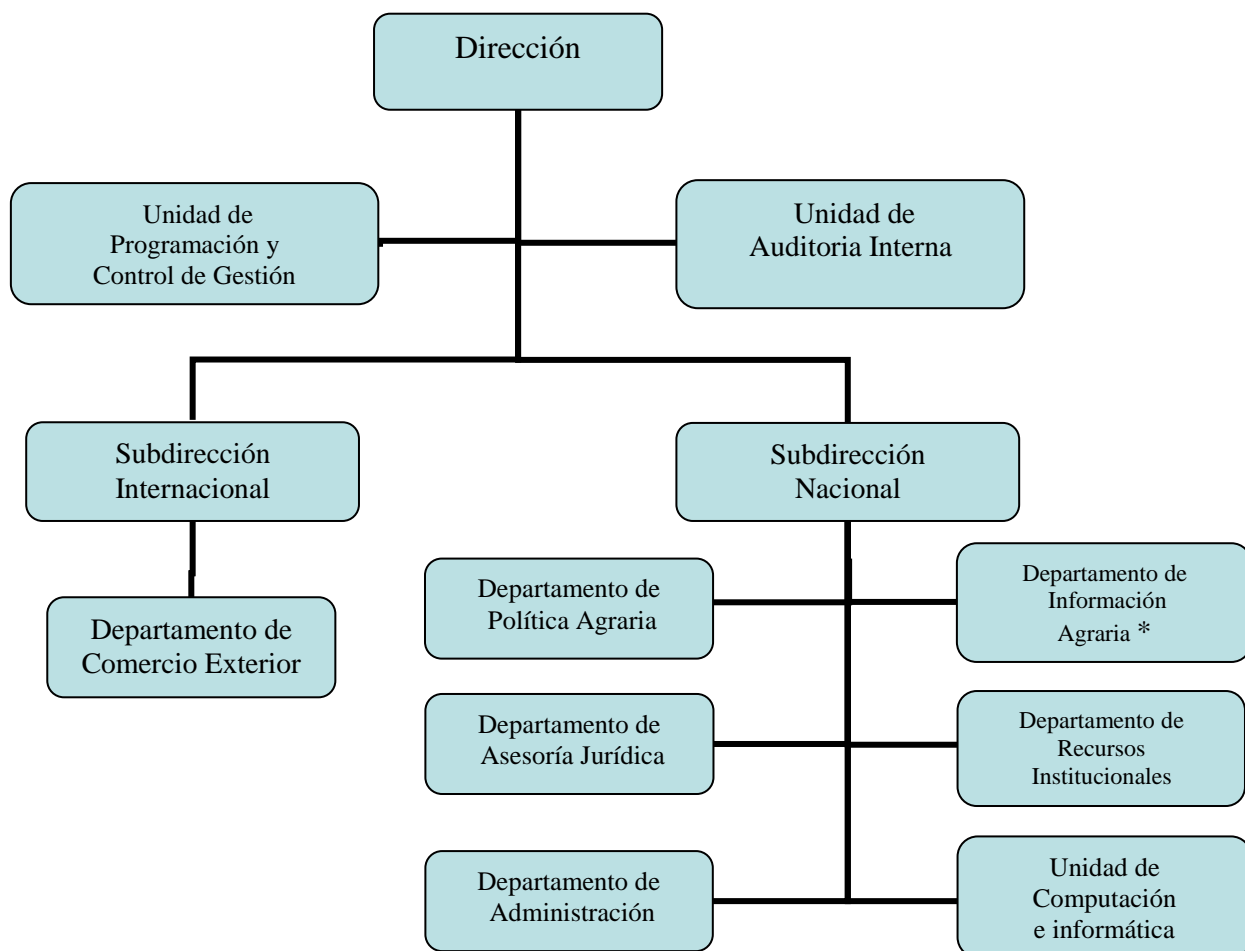 Dirección
Unidad de
Programación y
Control de Gestión
Unidad de
Auditoria Interna
Subdirección
Internacional
Subdirección
Nacional
Departamento de
Comercio Exterior
Departamento de
Política Agraria
Departamento de
Información
Agraria *
Departamento de
Asesoría Jurídica
Departamento de
Recursos
Institucionales
Departamento de
Administración
Unidad de
Computación
e informática